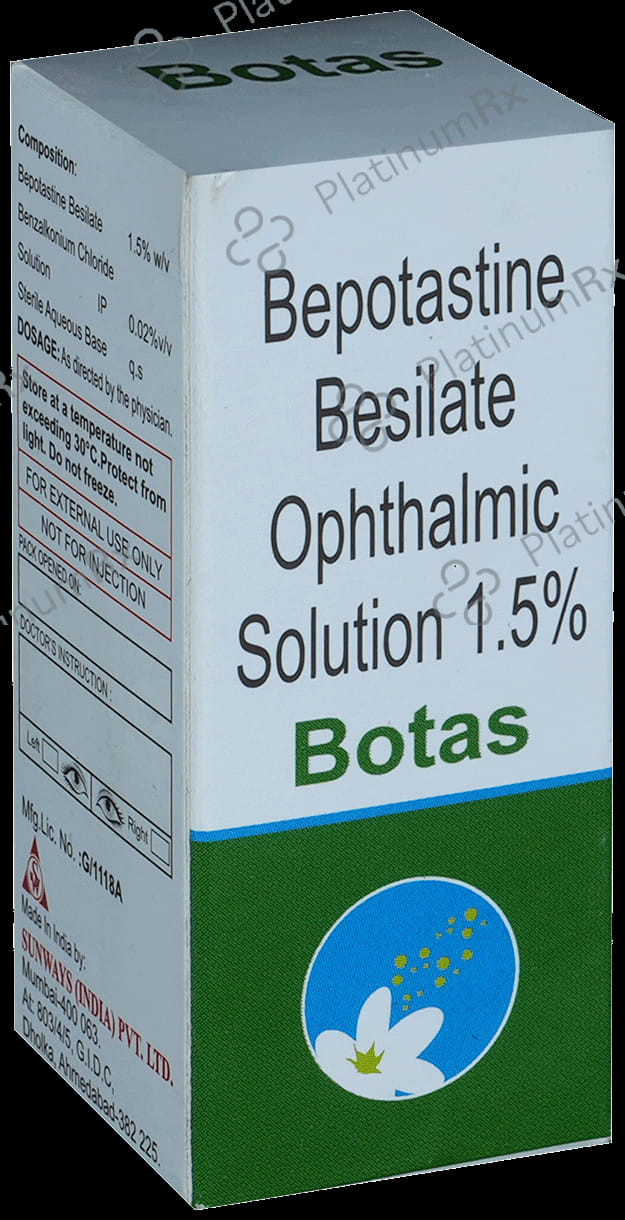 Botas
Bepotastine
Besilate
Ophthalmic
Solution 1.5%
Botas
Composition:
Bepotastine Besilate 1.5% w/v
Benzalkonium Chloride
Solution IP 0.02%v/v
Sterile Aqueous Base q.s
DOSAGE: As directed by the physician.
Store at a temperature not
exceeding 30°C.Protect from
light. Do not freeze.
FOR EXTERNAL USE ONLY
NOT FOR INJECTION
PACK OPENED ON:
DOCTOR'S INSTRUCTION :
Left
Right
Mfg.Lic. No. :G/1118A
Made in India by:
SUNWAYS (INDIA) PVT. LTD.
Mumbai-400 063.
At: 803/4/5, G.I.D.C,
Dholka, Ahmedabad-382 225.
PlatinumRx
PlatinumRx
PlatinumRx